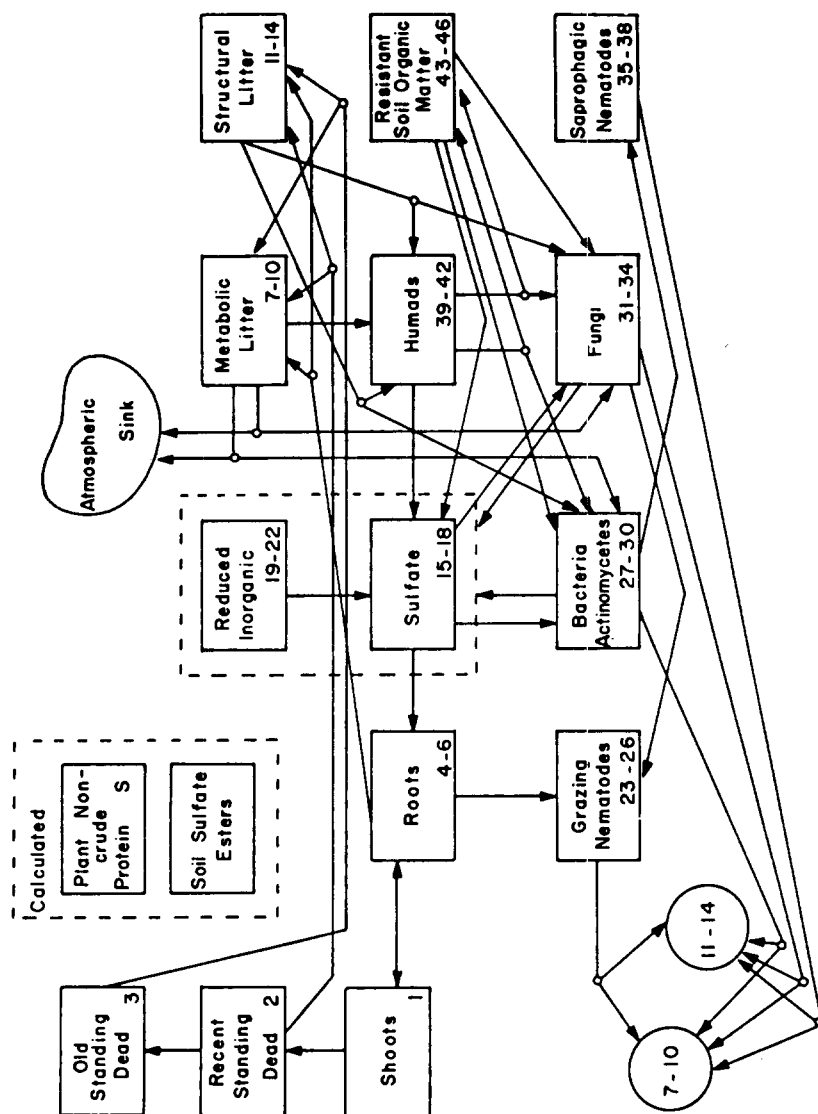 Old
Standing
Dead
3
Calculated
Plant Non-
crude
Protein S
Soil Sulfate
Esters
Atmospheric
Sink
Recent
Standing
Dead
2
Reduced
Inorganic
19-22
Metabolic
Litter
7-10
Structural
Litter
11-14
Shoots
1
Roots
4-6
Sulfate
15-18
Humads
39-42
Resistant
Soil Organic
Matter
43-46
Grazing
Nematodes
23-26
Bacteria
Actinomycetes
27-30
Fungi
31-34
Saprophagic
Nematodes
35-38
7-10
11-14